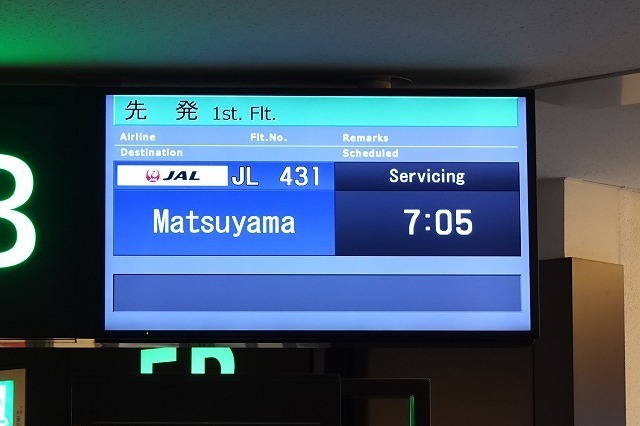 先 発 1st. Flt.
Airline Flt.No. Remarks
Destination Scheduled
JAL JL 431 Servicing
Matsuyama 7:05